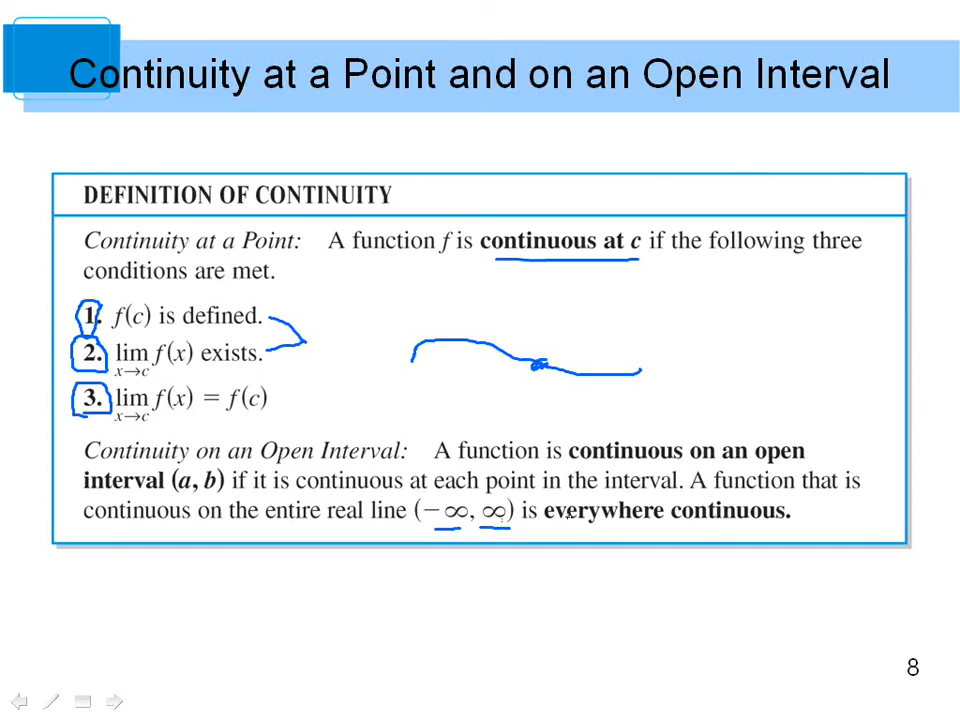 Continuity at a Point and on an Open Interval
DEFINITION OF CONTINUITY
Continuity at a Point: A function f is continuous at c if the following three
conditions are met.
1. f(c) is defined.
2. lim f(x) exists.
x→c
3. lim f(x) = f(c)
x→c
Continuity on an Open Interval: A function is continuous on an open
interval (a, b) if it is continuous at each point in the interval. A function that is
continuous on the entire real line (−∞, ∞) is everywhere continuous.
8